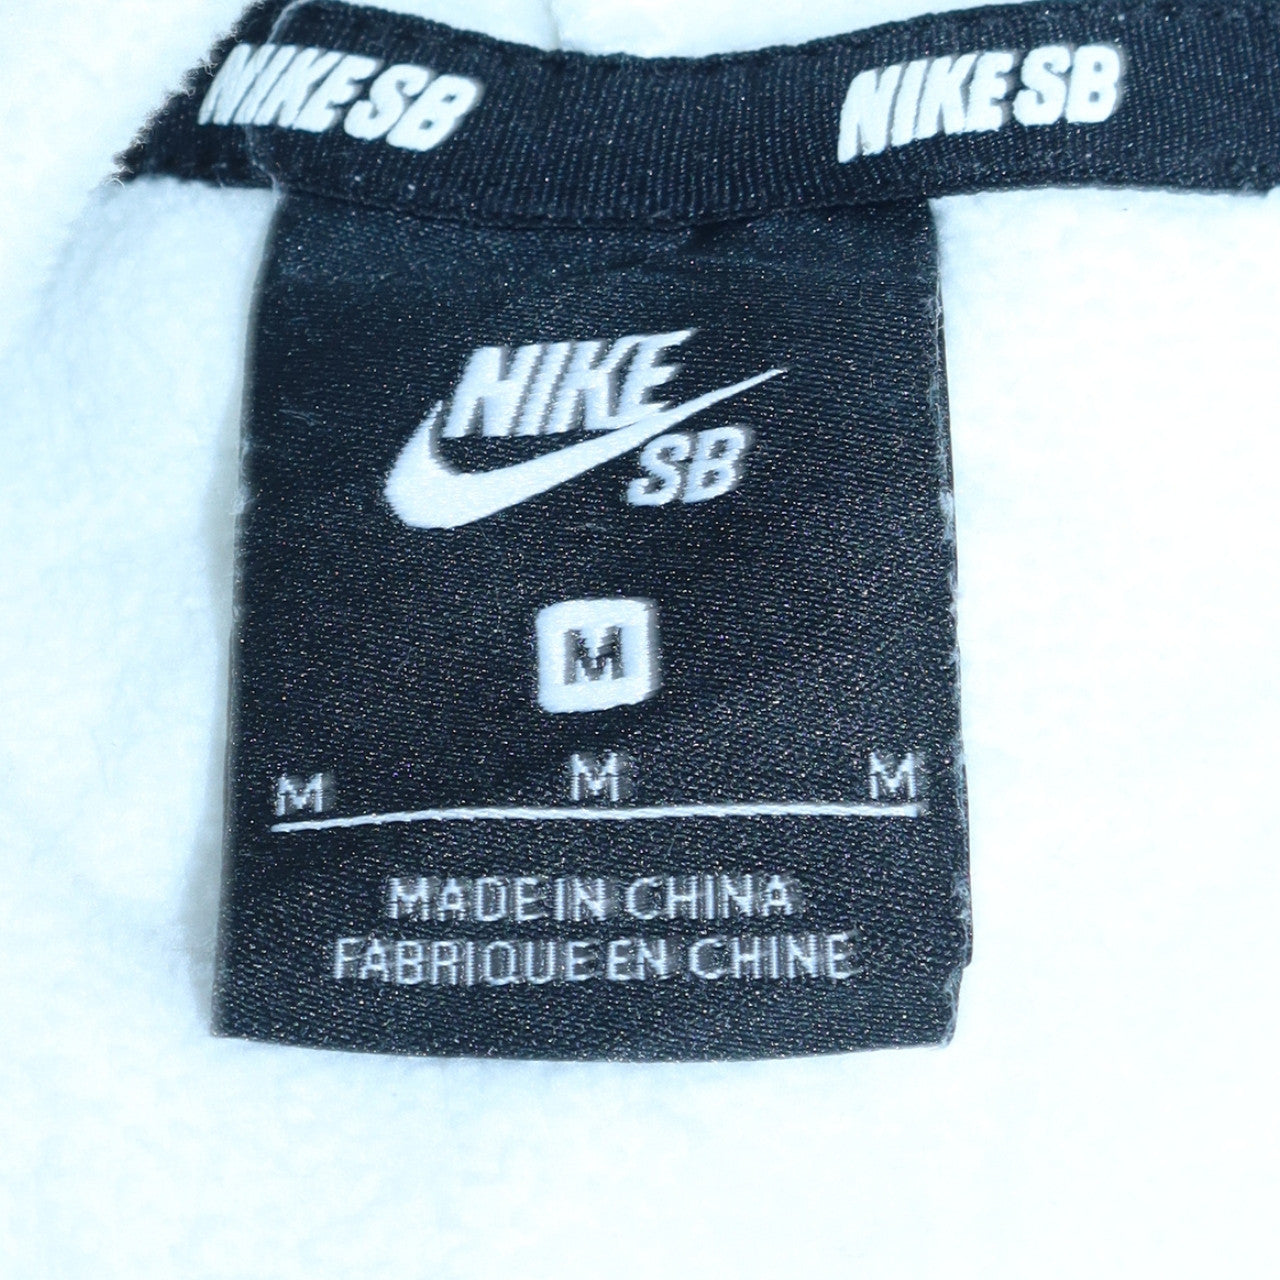 NIKE SB NIKE SB
NIKE
SB
M
M M M
MADE IN CHINA
FABRIQUE EN CHINE